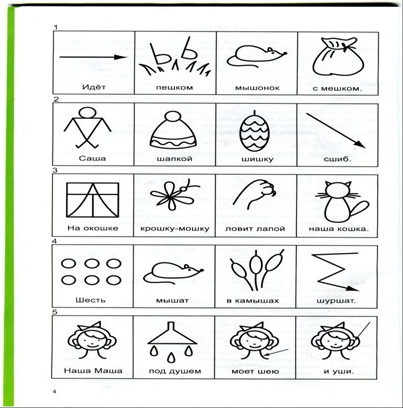 1
Идёт пешком мышонок с мешком.
2
Саша шапкой шишку сшиб.
3
На окошке крошку-мошку ловит лапой наша кошка.
4
Шесть мышат в камышах шуршат.
5
Наша Маша под душем моет шею и уши.
4